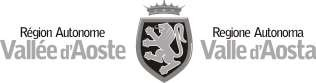 Région Autonome
Vallée d'Aoste
Regione Autonoma
Valle d'Aosta